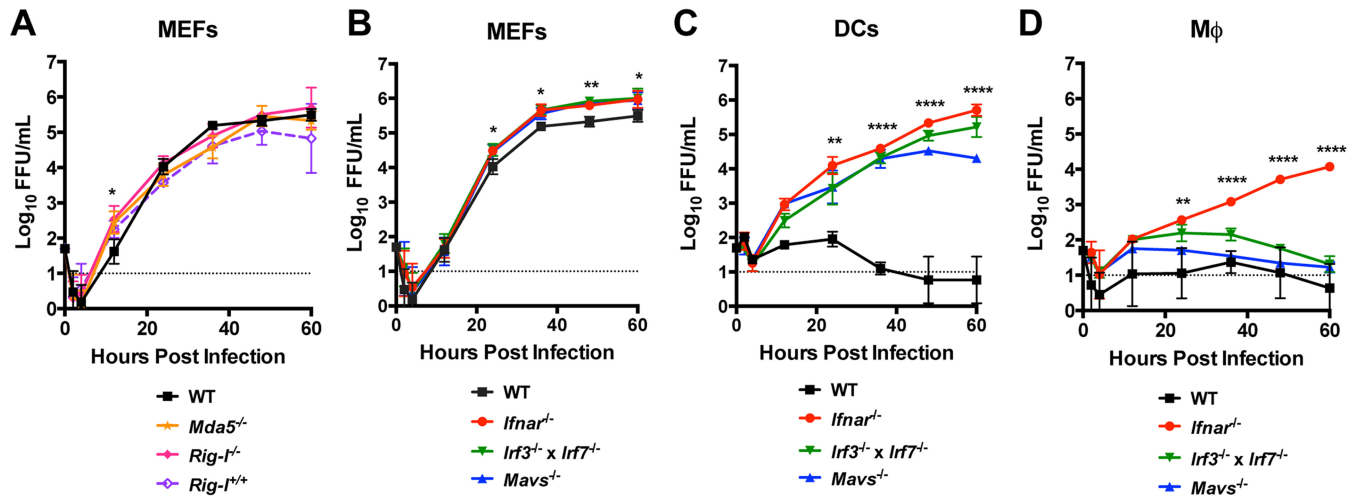 A
MEFs
Log10 FFU/mL
7
6
5
4
3
2
1
0
*
0 20 40 60
Hours Post Infection
WT
Mda5-/-
Rig-I-/-
Rig-I+/+
B
MEFs
Log10 FFU/mL
7
6
5
4
3
2
1
0
* * ** *
0 20 40 60
Hours Post Infection
WT
Ifnar-/-
Irf3-/- x Irf7-/-
Mavs-/-
C
DCs
Log10 FFU/mL
7
6
5
4
3
2
1
0
** **** **** ****
0 20 40 60
Hours Post Infection
WT
Ifnar-/-
Irf3-/- x Irf7-/-
Mavs-/-
D
Mϕ
Log10 FFU/mL
7
6
5
4
3
2
1
0
** **** **** ****
0 20 40 60
Hours Post Infection
WT
Ifnar-/-
Irf3-/- x Irf7-/-
Mavs-/-